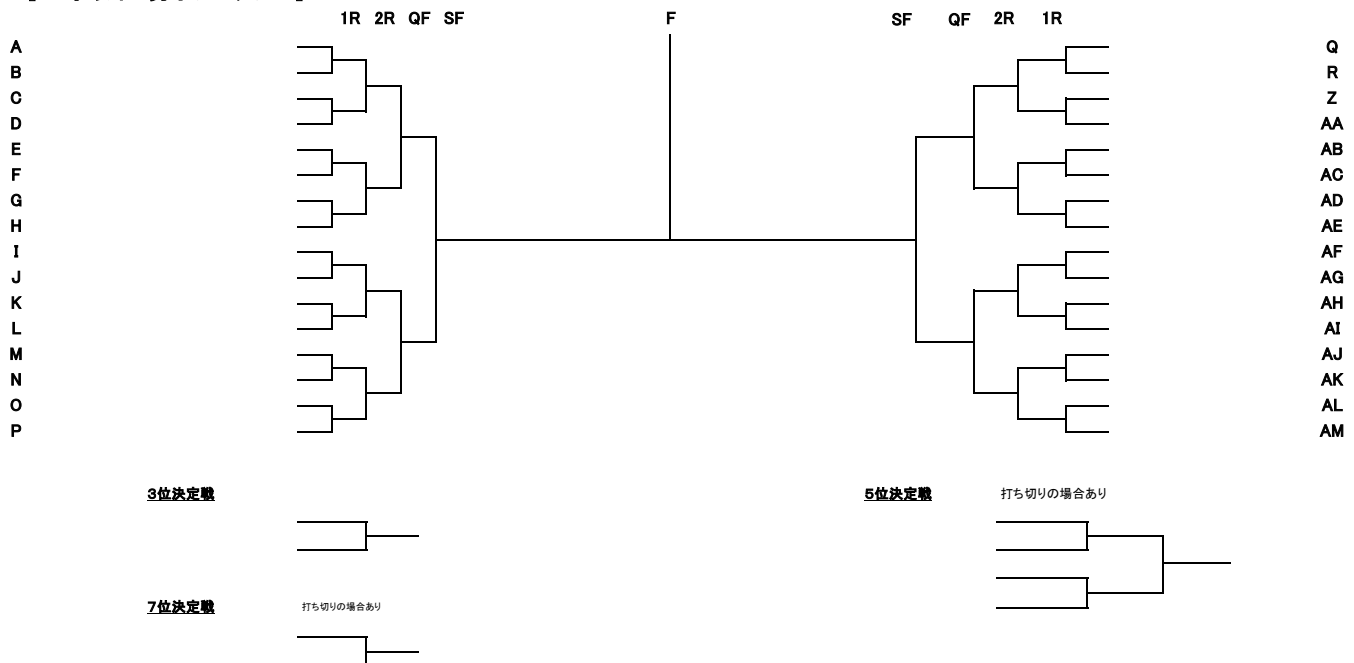 1R 2R QF SF F SF QF 2R 1R
A Q
B R
C Z
D AA
E AB
F AC
G AD
H AE
I AF
J AG
K AH
L AI
M AJ
N AK
O AL
P AM
3位決定戦 5位決定戦 打ち切りの場合あり
7位決定戦 打ち切りの場合あり